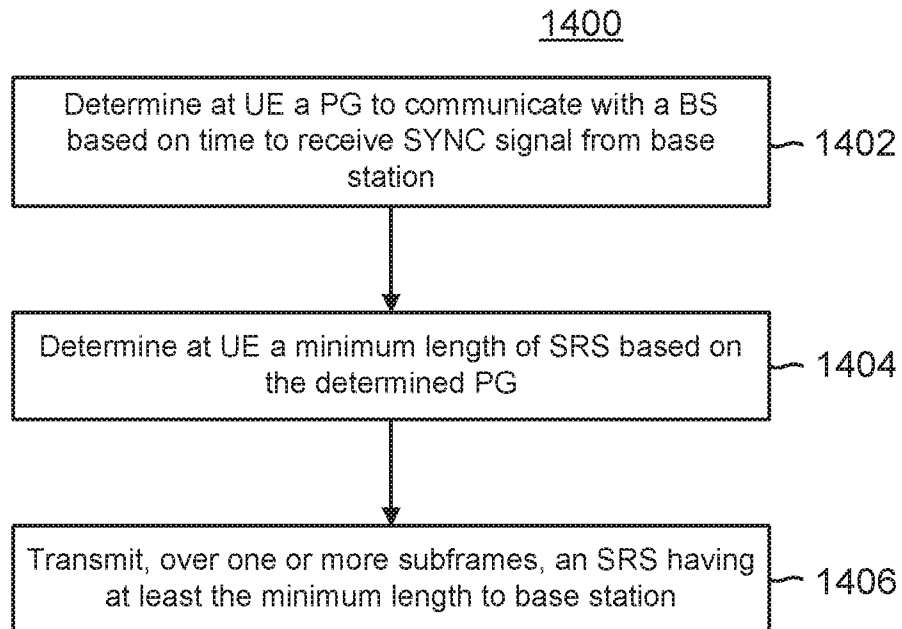 1400
Determine at UE a PG to communicate with a BS
based on time to receive SYNC signal from base
station
1402
Determine at UE a minimum length of SRS based on
the determined PG
1404
Transmit, over one or more subframes, an SRS having
at least the minimum length to base station
1406